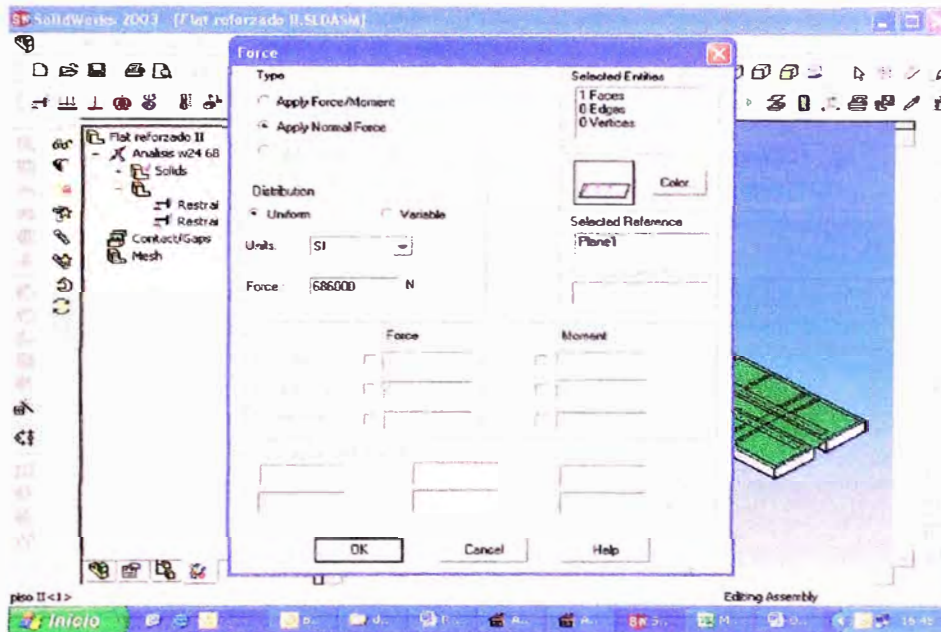 SolidWorks 2003 - [Flat reforzado II.SLDASM]
Force
Type
Apply Force/Moment
Apply Normal Force
Distribution
Uniform
Variable
Units:
SI
Force:
686000
N
Selected Entities
1 Faces
0 Edges
0 Vertices
Color...
Selected Reference
Plane1
Force
Moment
OK
Cancel
Help
Flat reforzado II
Analisis w24 68
Solids
Restrai
Restrai
Contact/Gaps
Mesh
piso II<1>
Editing Assembly
Inicio
16:48